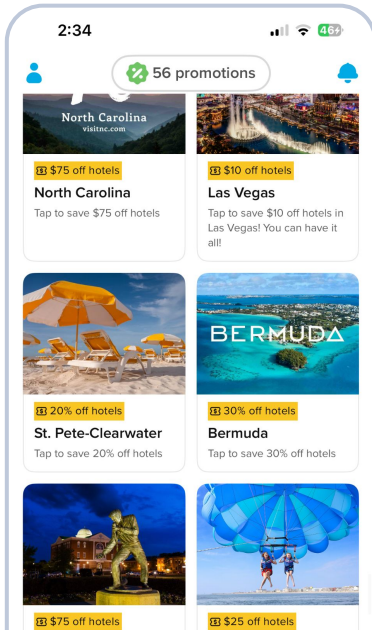 2:34
46
56 promotions
North Carolina
visitnc.com
$75 off hotels
North Carolina
Tap to save $75 off hotels
$10 off hotels
Las Vegas
Tap to save $10 off hotels in
Las Vegas! You can have it
all!
20% off hotels
St. Pete-Clearwater
Tap to save 20% off hotels
BERMUDA
30% off hotels
Bermuda
Tap to save 30% off hotels
$75 off hotels
$25 off hotels